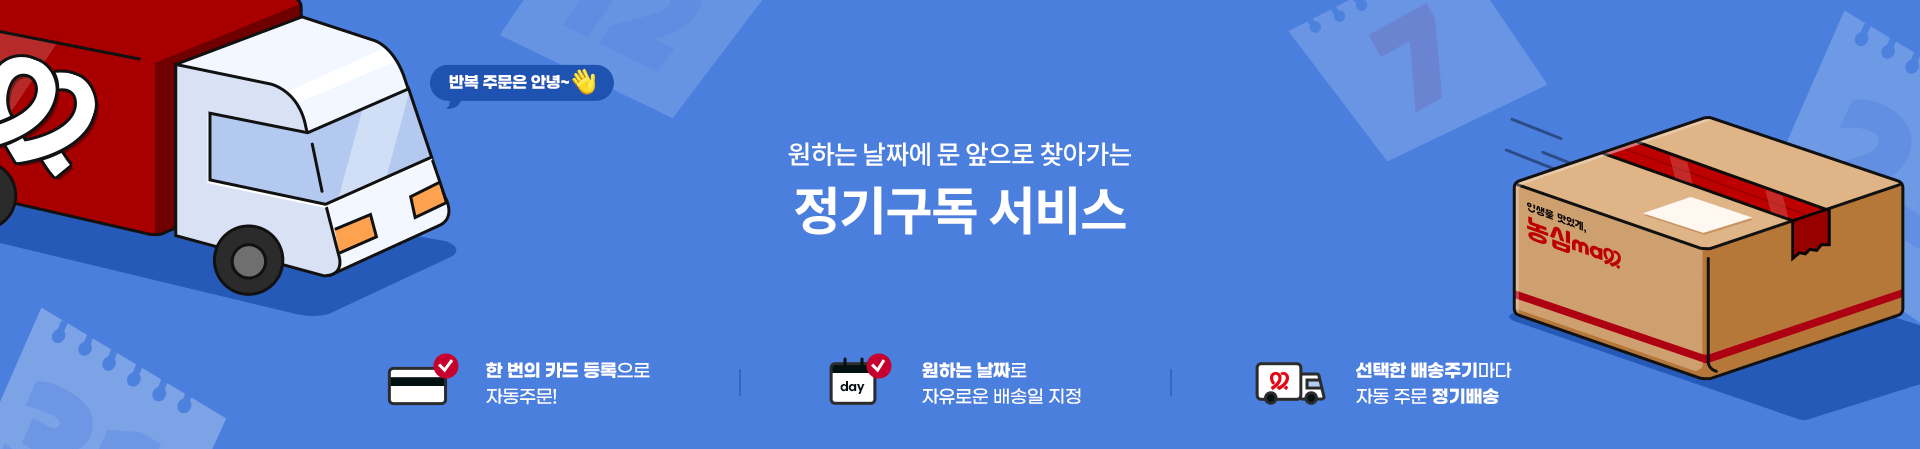 반복 주문은 안녕~
원하는 날짜에 문 앞으로 찾아가는
정기구독 서비스
인생을 맛있게,
농심mall
한 번의 카드 등록으로
자동주문!
day
원하는 날짜로
자유로운 배송일 지정
선택한 배송주기마다
자동 주문 정기배송
12
7